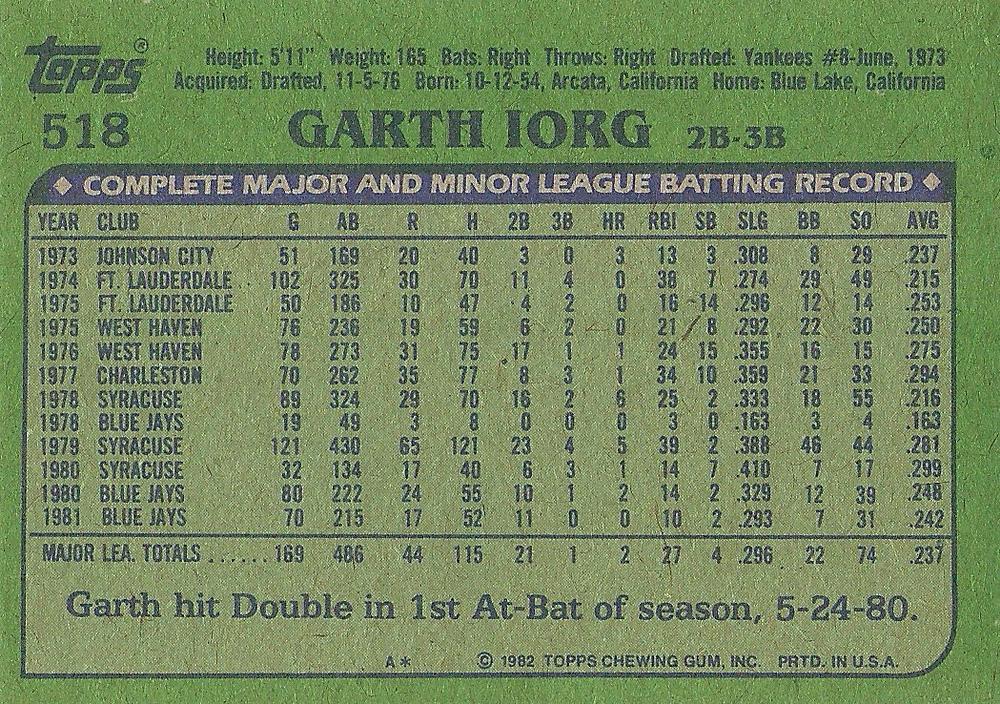 Topps®
Height: 5'11" Weight: 165 Bats: Right Throws: Right Drafted: Yankees #8-June, 1973
Acquired: Drafted, 11-5-76 Born: 10-12-54, Arcata, California Home: Blue Lake, California
518 GARTH IORG 2B-3B
COMPLETE MAJOR AND MINOR LEAGUE BATTING RECORD
YEAR CLUB G AB R H 2B 3B HR RBI SB SLG BB SO AVG
1973 JOHNSON CITY 51 169 20 40 3 0 3 13 3 .308 8 29 .237
1974 FT. LAUDERDALE .. 102 325 30 70 11 4 0 38 7 .274 29 49 .215
1975 FT. LAUDERDALE 50 186 10 47 4 2 0 16 14 .296 12 14 .253
1975 WEST HAVEN 76 236 19 59 6 2 0 21 8 .292 22 30 .250
1976 WEST HAVEN 78 273 31 75 17 1 1 24 15 .355 16 15 .275
1977 CHARLESTON 70 262 35 77 8 3 1 34 10 .359 21 33 .294
1978 SYRACUSE 89 324 29 70 16 2 6 25 2 .333 18 55 .216
1978 BLUE JAYS 19 49 3 8 0 0 0 3 0 .163 3 4 .163
1979 SYRACUSE 121 430 65 121 23 4 5 39 2 .388 46 44 .281
1980 SYRACUSE 32 134 17 40 6 3 1 14 7 .410 7 17 .299
1980 BLUE JAYS 80 222 24 55 10 1 2 14 2 .329 12 39 .248
1981 BLUE JAYS 70 215 17 52 11 0 0 10 2 .293 7 31 .242
MAJOR LEA. TOTALS ...... 169 486 44 115 21 1 2 27 4 .296 22 74 .237
Garth hit Double in 1st At-Bat of season, 5-24-80.
A* © 1982 TOPPS CHEWING GUM, INC. PRTD. IN U.S.A.